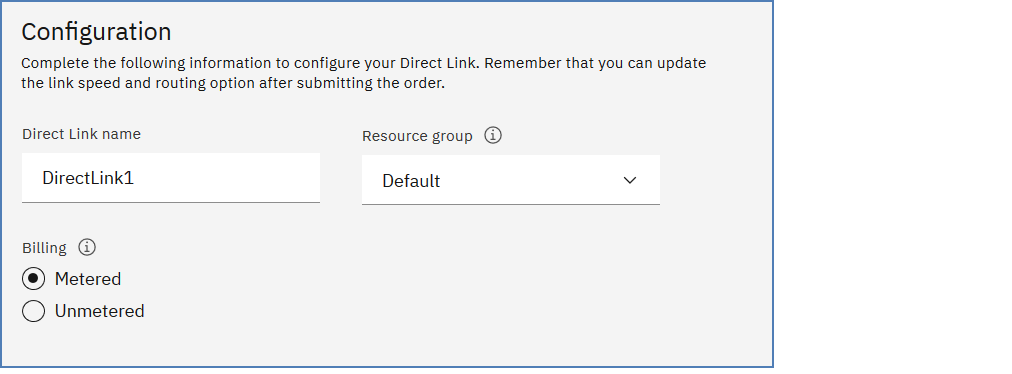 Configuration
Complete the following information to configure your Direct Link. Remember that you can update
the link speed and routing option after submitting the order.
Direct Link name
Resource group
DirectLink1
Default
Billing
Metered
Unmetered